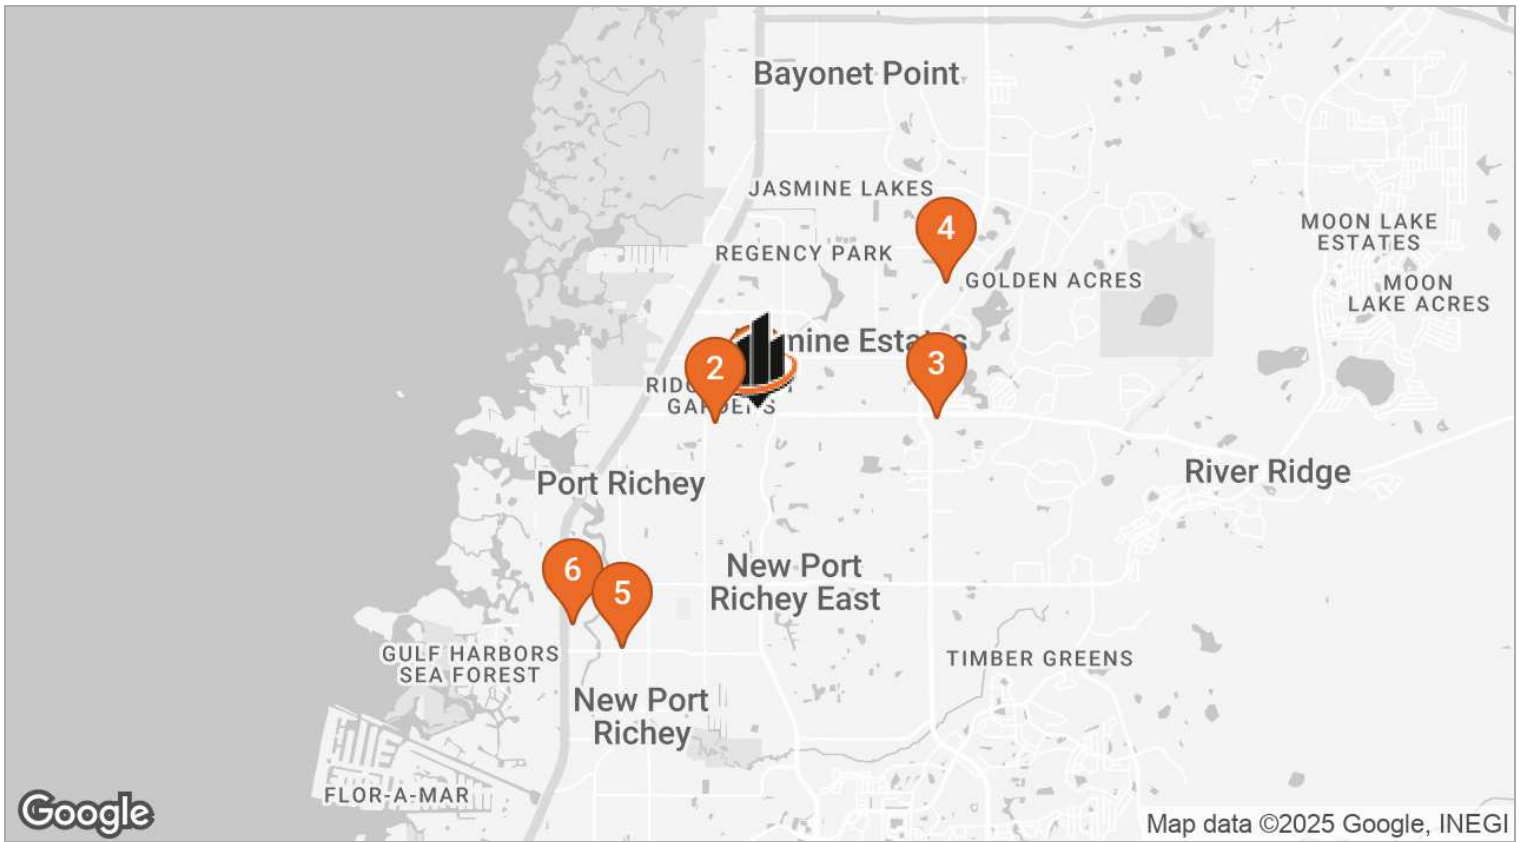 Bayonet Point
JASMINE LAKES
4
MOON LAKE
ESTATES
REGENCY PARK
GOLDEN ACRES
MOON
LAKE ACRES
Estates
3
2
GARDENS
River Ridge
Port Richey
6
5
New Port
Richey East
GULF HARBORS
SEA FOREST
TIMBER GREENS
New Port
Richey
FLOR-A-MAR
Google
Map data ©2025 Google, INEGI